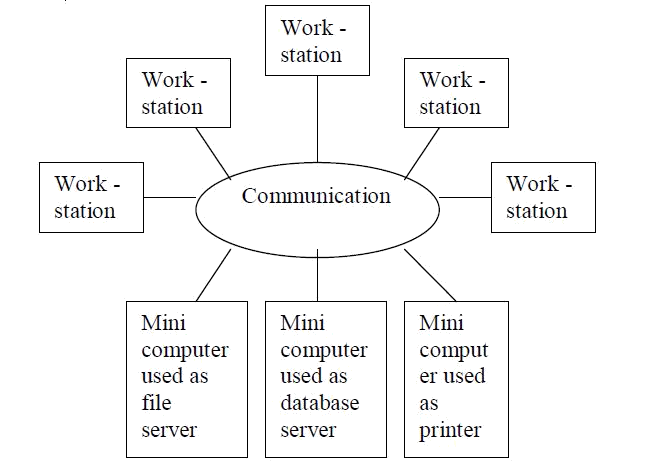 Work -
station
Work -
station
Work -
station
Work -
station
Work -
station
Communication
Mini
computer
used as
file
server
Mini
computer
used as
database
server
Mini
comput
er used
as
printer